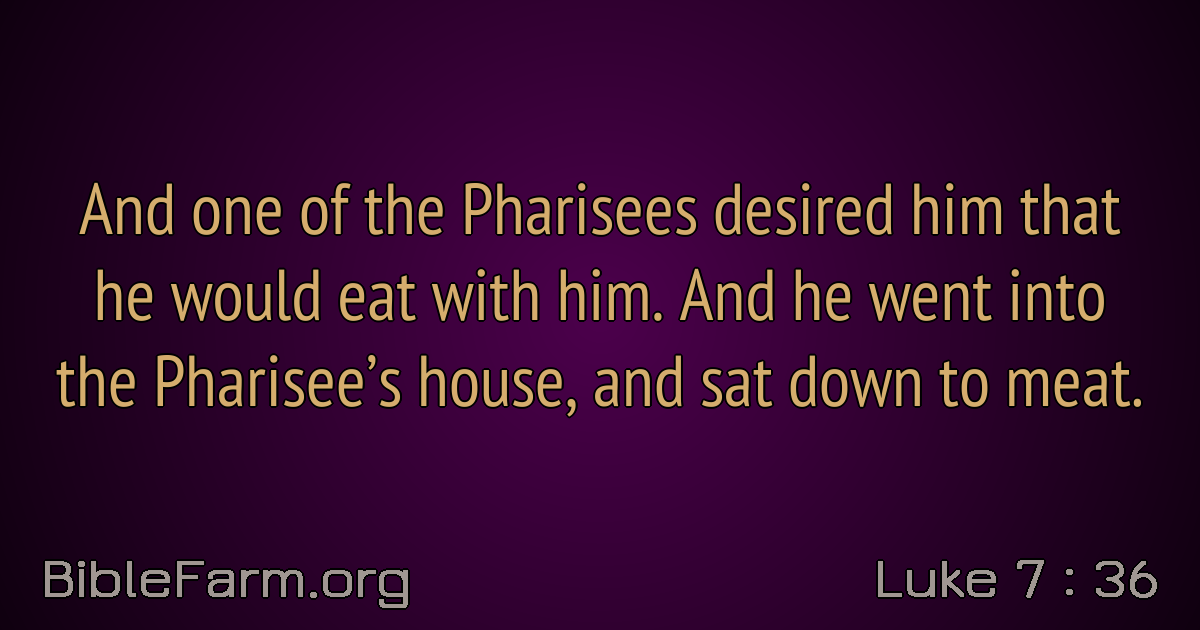 And one of the Pharisees desired him that
he would eat with him. And he went into
the Pharisee’s house, and sat down to meat.
BibleFarm.org
Luke 7 : 36